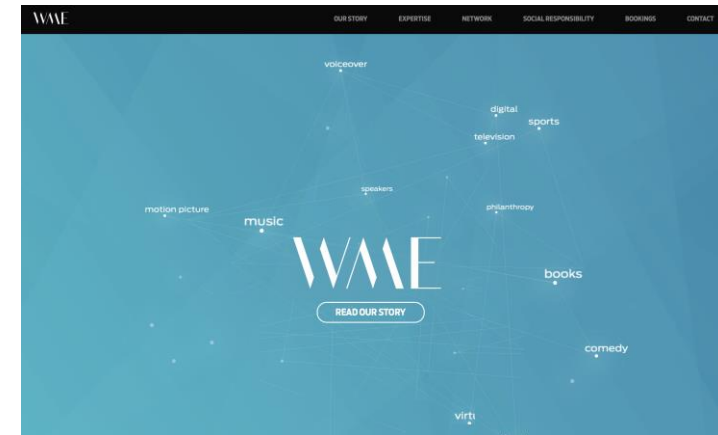 WME OUR STORY EXPERTISE NETWORK SOCIAL RESPONSIBILITY BOOKINGS CONTACT
voiceover
digital
sports
television
speakers
motion picture
philanthropy
music
WME
books
READ OUR STORY
comedy
virtu